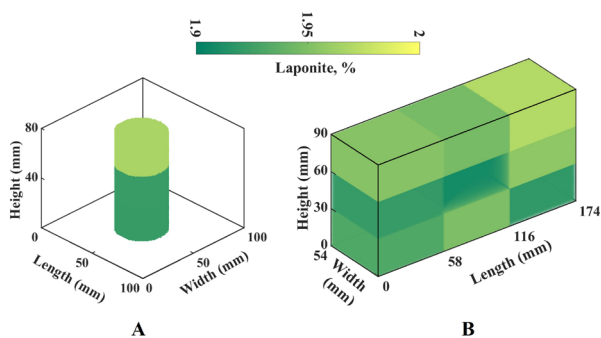 1.9
1.95
2
Laponite, %
80
40
0
Height (mm)
50
100
Length (mm)
0
50
100
Width (mm)
A
90
60
30
0
Height (mm)
54
Width (mm)
0
58
116
174
Length (mm)
B